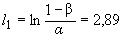 l₁ = ln (1 − β)/α = 2,89